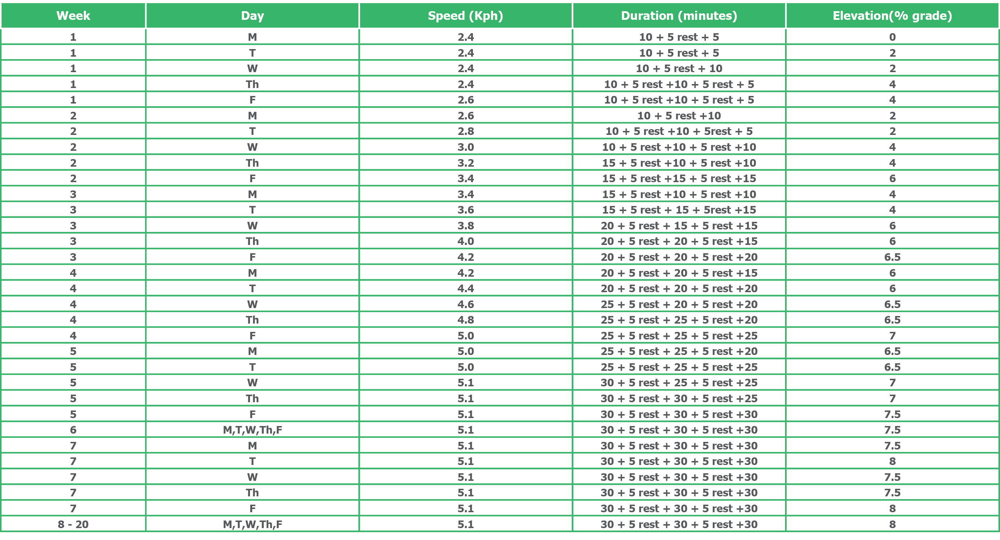 Week Day Speed (Kph) Duration (minutes) Elevation(% grade)
1 M 2.4 10 + 5 rest + 5 0
1 T 2.4 10 + 5 rest + 5 2
1 W 2.4 10 + 5 rest + 10 2
1 Th 2.4 10 + 5 rest +10 + 5 rest + 5 4
1 F 2.6 10 + 5 rest +10 + 5 rest + 5 4
2 M 2.6 10 + 5 rest +10 2
2 T 2.8 10 + 5 rest +10 + 5rest + 5 2
2 W 3.0 10 + 5 rest +10 + 5 rest +10 4
2 Th 3.2 15 + 5 rest +10 + 5 rest +10 4
2 F 3.4 15 + 5 rest +15 + 5 rest +15 6
3 M 3.4 15 + 5 rest +10 + 5 rest +10 4
3 T 3.6 15 + 5 rest + 15 + 5rest +15 4
3 W 3.8 20 + 5 rest + 15 + 5 rest +15 6
3 Th 4.0 20 + 5 rest + 20 + 5 rest +15 6
3 F 4.2 20 + 5 rest + 20 + 5 rest +20 6.5
4 M 4.2 20 + 5 rest + 20 + 5 rest +15 6
4 T 4.4 20 + 5 rest + 20 + 5 rest +20 6
4 W 4.6 25 + 5 rest + 20 + 5 rest +20 6.5
4 Th 4.8 25 + 5 rest + 25 + 5 rest +20 6.5
4 F 5.0 25 + 5 rest + 25 + 5 rest +25 7
5 M 5.0 25 + 5 rest + 25 + 5 rest +20 6.5
5 T 5.0 25 + 5 rest + 25 + 5 rest +25 6.5
5 W 5.1 30 + 5 rest + 25 + 5 rest +25 7
5 Th 5.1 30 + 5 rest + 30 + 5 rest +25 7
5 F 5.1 30 + 5 rest + 30 + 5 rest +30 7.5
6 M,T,W,Th,F 5.1 30 + 5 rest + 30 + 5 rest +30 7.5
7 M 5.1 30 + 5 rest + 30 + 5 rest +30 7.5
7 T 5.1 30 + 5 rest + 30 + 5 rest +30 8
7 W 5.1 30 + 5 rest + 30 + 5 rest +30 7.5
7 Th 5.1 30 + 5 rest + 30 + 5 rest +30 7.5
7 F 5.1 30 + 5 rest + 30 + 5 rest +30 8
8 - 20 M,T,W,Th,F 5.1 30 + 5 rest + 30 + 5 rest +30 8